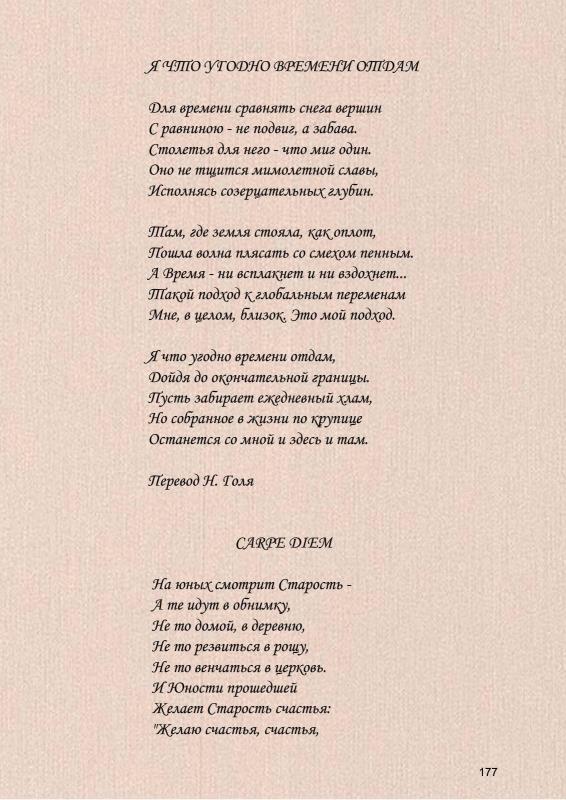 Я ЧТО УГОДНО ВРЕМЕНИ ОТДАМ
Для времени сравнять снега вершин
С равниною - не подвиг, а забава.
Столетья для него - что миг один.
Оно не тщится мимолетной славы,
Исполнясь созерцательных глубин.
Там, где земля стояла, как оплот,
Пошла волна плясать со смехом пенным.
А Время - ни всплакнет и ни вздохнет...
Такой подход к глобальным переменам
Мне, в целом, близок. Это мой подход.
Я что угодно времени отдам,
Дойдя до окончательной границы.
Пусть забирает ежедневный хлам,
Но собранное в жизни по крупице
Останется со мной и здесь и там.
Перевод Н. Голя
CARPE DIEM
На юных смотрит Старость -
А те идут в обнимку,
Не то домой, в деревню,
Не то резвиться в рощу,
Не то венчаться в церковь.
И Юности прошедшей
Желает Старость счастья:
"Желаю счастья, счастья,
177